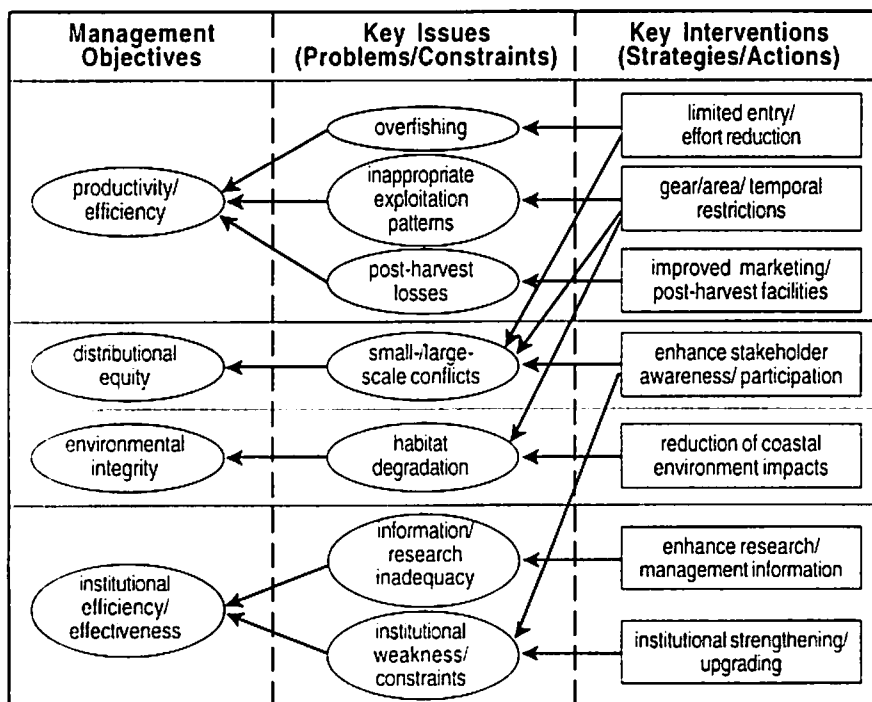 Management
Objectives
Key Issues
(Problems/Constraints)
Key Interventions
(Strategies/Actions)
overfishing
limited entry/
effort reduction
productivity/
efficiency
inappropriate
exploitation
patterns
gear/area/ temporal
restrictions
post-harvest
losses
improved marketing/
post-harvest facilities
distributional
equity
small-/large-
scale conflicts
enhance stakeholder
awareness/ participation
environmental
integrity
habitat
degradation
reduction of coastal
environment impacts
information/
research
inadequacy
enhance research/
management information
institutional
efficiency/
effectiveness
institutional
weakness/
constraints
institutional strengthening/
upgrading